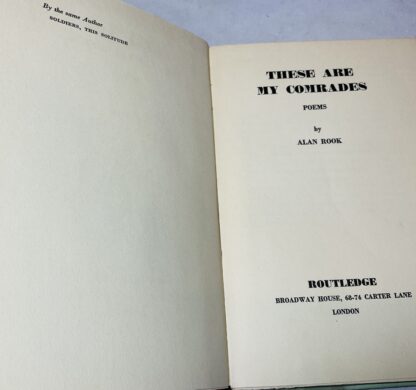 By the same Author
SOLDIERS, THIS SOLITUDE
THESE ARE
MY COMRADES
POEMS
by
ALAN ROOK
ROUTLEDGE
BROADWAY HOUSE, 68-74 CARTER LANE
LONDON